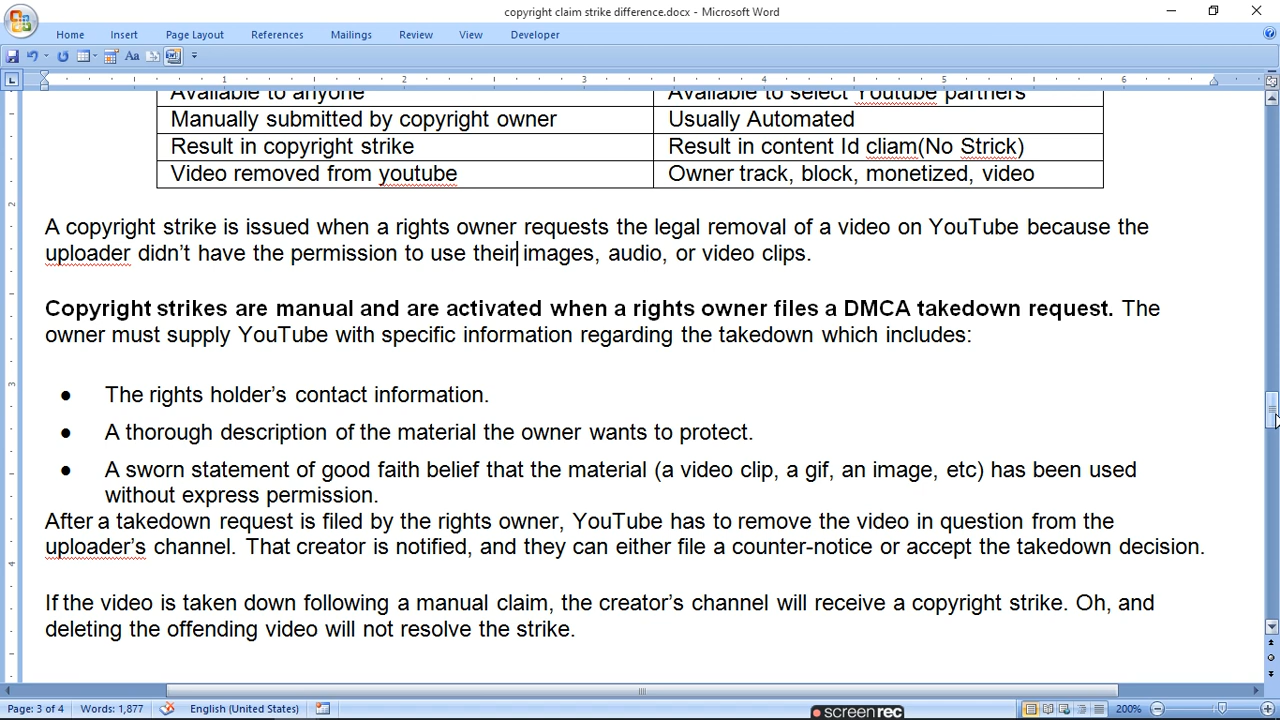 copyright claim strike difference.docx - Microsoft Word
Home Insert Page Layout References Mailings Review View Developer
Aa
1 2 3 4 5 6
Available to anyone Available to select Youtube partners
Manually submitted by copyright owner Usually Automated
Result in copyright strike Result in content Id cliam(No Strick)
Video removed from youtube Owner track, block, monetized, video
A copyright strike is issued when a rights owner requests the legal removal of a video on YouTube because the
uploader didn’t have the permission to use their images, audio, or video clips.
Copyright strikes are manual and are activated when a rights owner files a DMCA takedown request. The
owner must supply YouTube with specific information regarding the takedown which includes:
● The rights holder’s contact information.
● A thorough description of the material the owner wants to protect.
● A sworn statement of good faith belief that the material (a video clip, a gif, an image, etc) has been used
without express permission.
After a takedown request is filed by the rights owner, YouTube has to remove the video in question from the
uploader’s channel. That creator is notified, and they can either file a counter-notice or accept the takedown decision.
If the video is taken down following a manual claim, the creator’s channel will receive a copyright strike. Oh, and
deleting the offending video will not resolve the strike.
2
3
4
Page: 3 of 4 Words: 1,877 English (United States) screenrec 200%